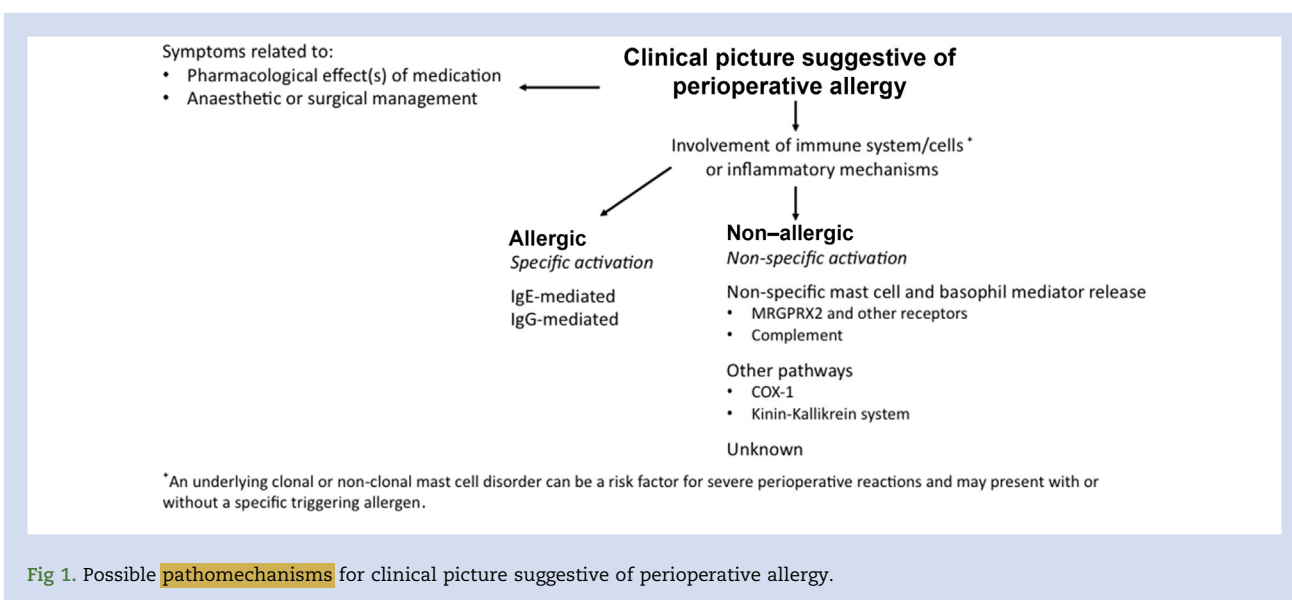 Symptoms related to:
• Pharmacological effect(s) of medication
• Anaesthetic or surgical management
Clinical picture suggestive of
perioperative allergy
Involvement of immune system/cells*
or inflammatory mechanisms
Allergic
Specific activation
IgE-mediated
IgG-mediated
Non–allergic
Non-specific activation
Non-specific mast cell and basophil mediator release
• MRGPRX2 and other receptors
• Complement
Other pathways
• COX-1
• Kinin-Kallikrein system
Unknown
*An underlying clonal or non-clonal mast cell disorder can be a risk factor for severe perioperative reactions and may present with or
without a specific triggering allergen.
Fig 1. Possible pathomechanisms for clinical picture suggestive of perioperative allergy.